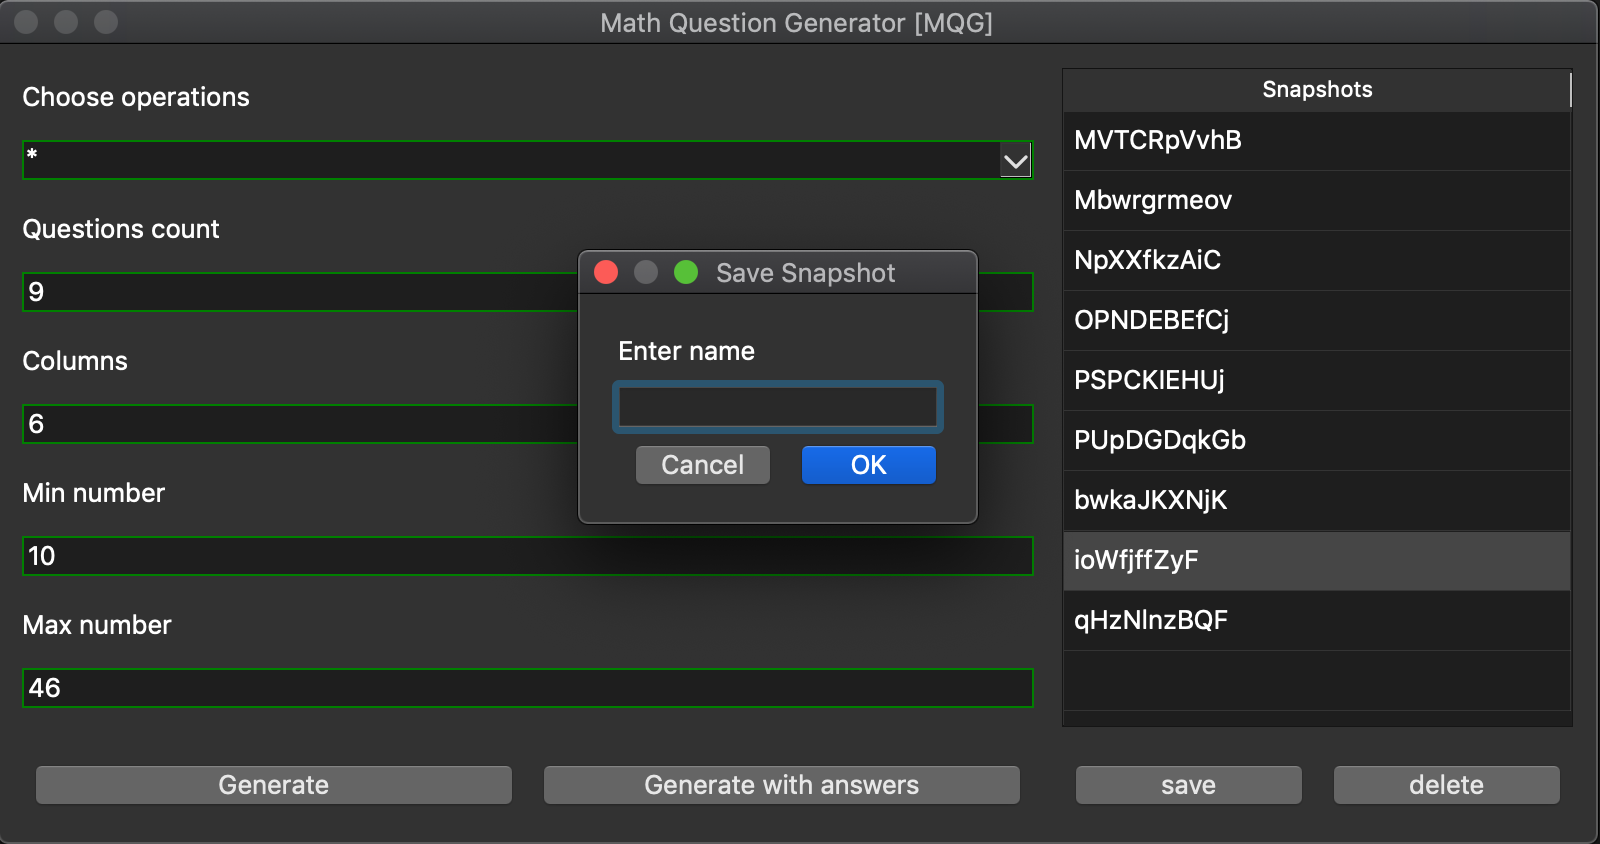 Math Question Generator [MQG]
Choose operations
*
Questions count
9
Columns
6
Min number
10
Max number
46
Generate
Generate with answers
Save Snapshot
Enter name
Cancel
OK
Snapshots
MVTCRpVvhB
Mbwrgrmeov
NpXXfkzAiC
OPNDEBEfCj
PSPCKIEHUj
PUpDGDqkGb
bwkaJKXNjK
ioWfjffZyF
qHzNlnzBQF
save
delete